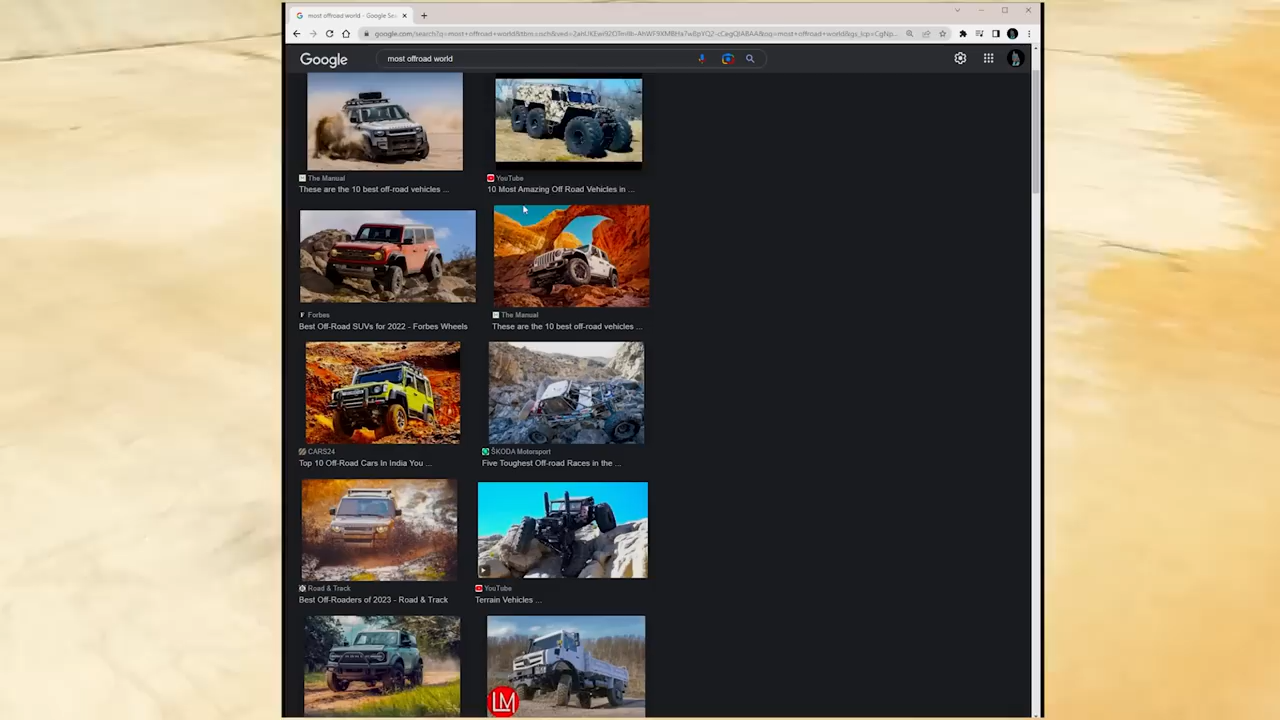 most offroad world - Google Sea
Google
most offroad world
The Manual
These are the 10 best off-road vehicles ...
YouTube
10 Most Amazing Off Road Vehicles in ...
Forbes
Best Off-Road SUVs for 2022 - Forbes Wheels
The Manual
These are the 10 best off-road vehicles ...
CARS24
Top 10 Off-Road Cars In India You ...
ŠKODA Motorsport
Five Toughest Off-road Races in the ...
Road & Track
Best Off-Roaders of 2023 - Road & Track
YouTube
Terrain Vehicles ...
LM